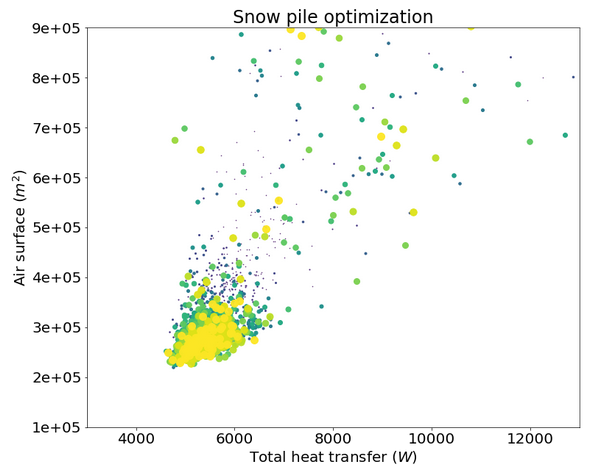 Snow pile optimization
9e+05
8e+05
7e+05
6e+05
5e+05
4e+05
3e+05
2e+05
1e+05
Air surface (m²)
4000 6000 8000 10000 12000
Total heat transfer (W)